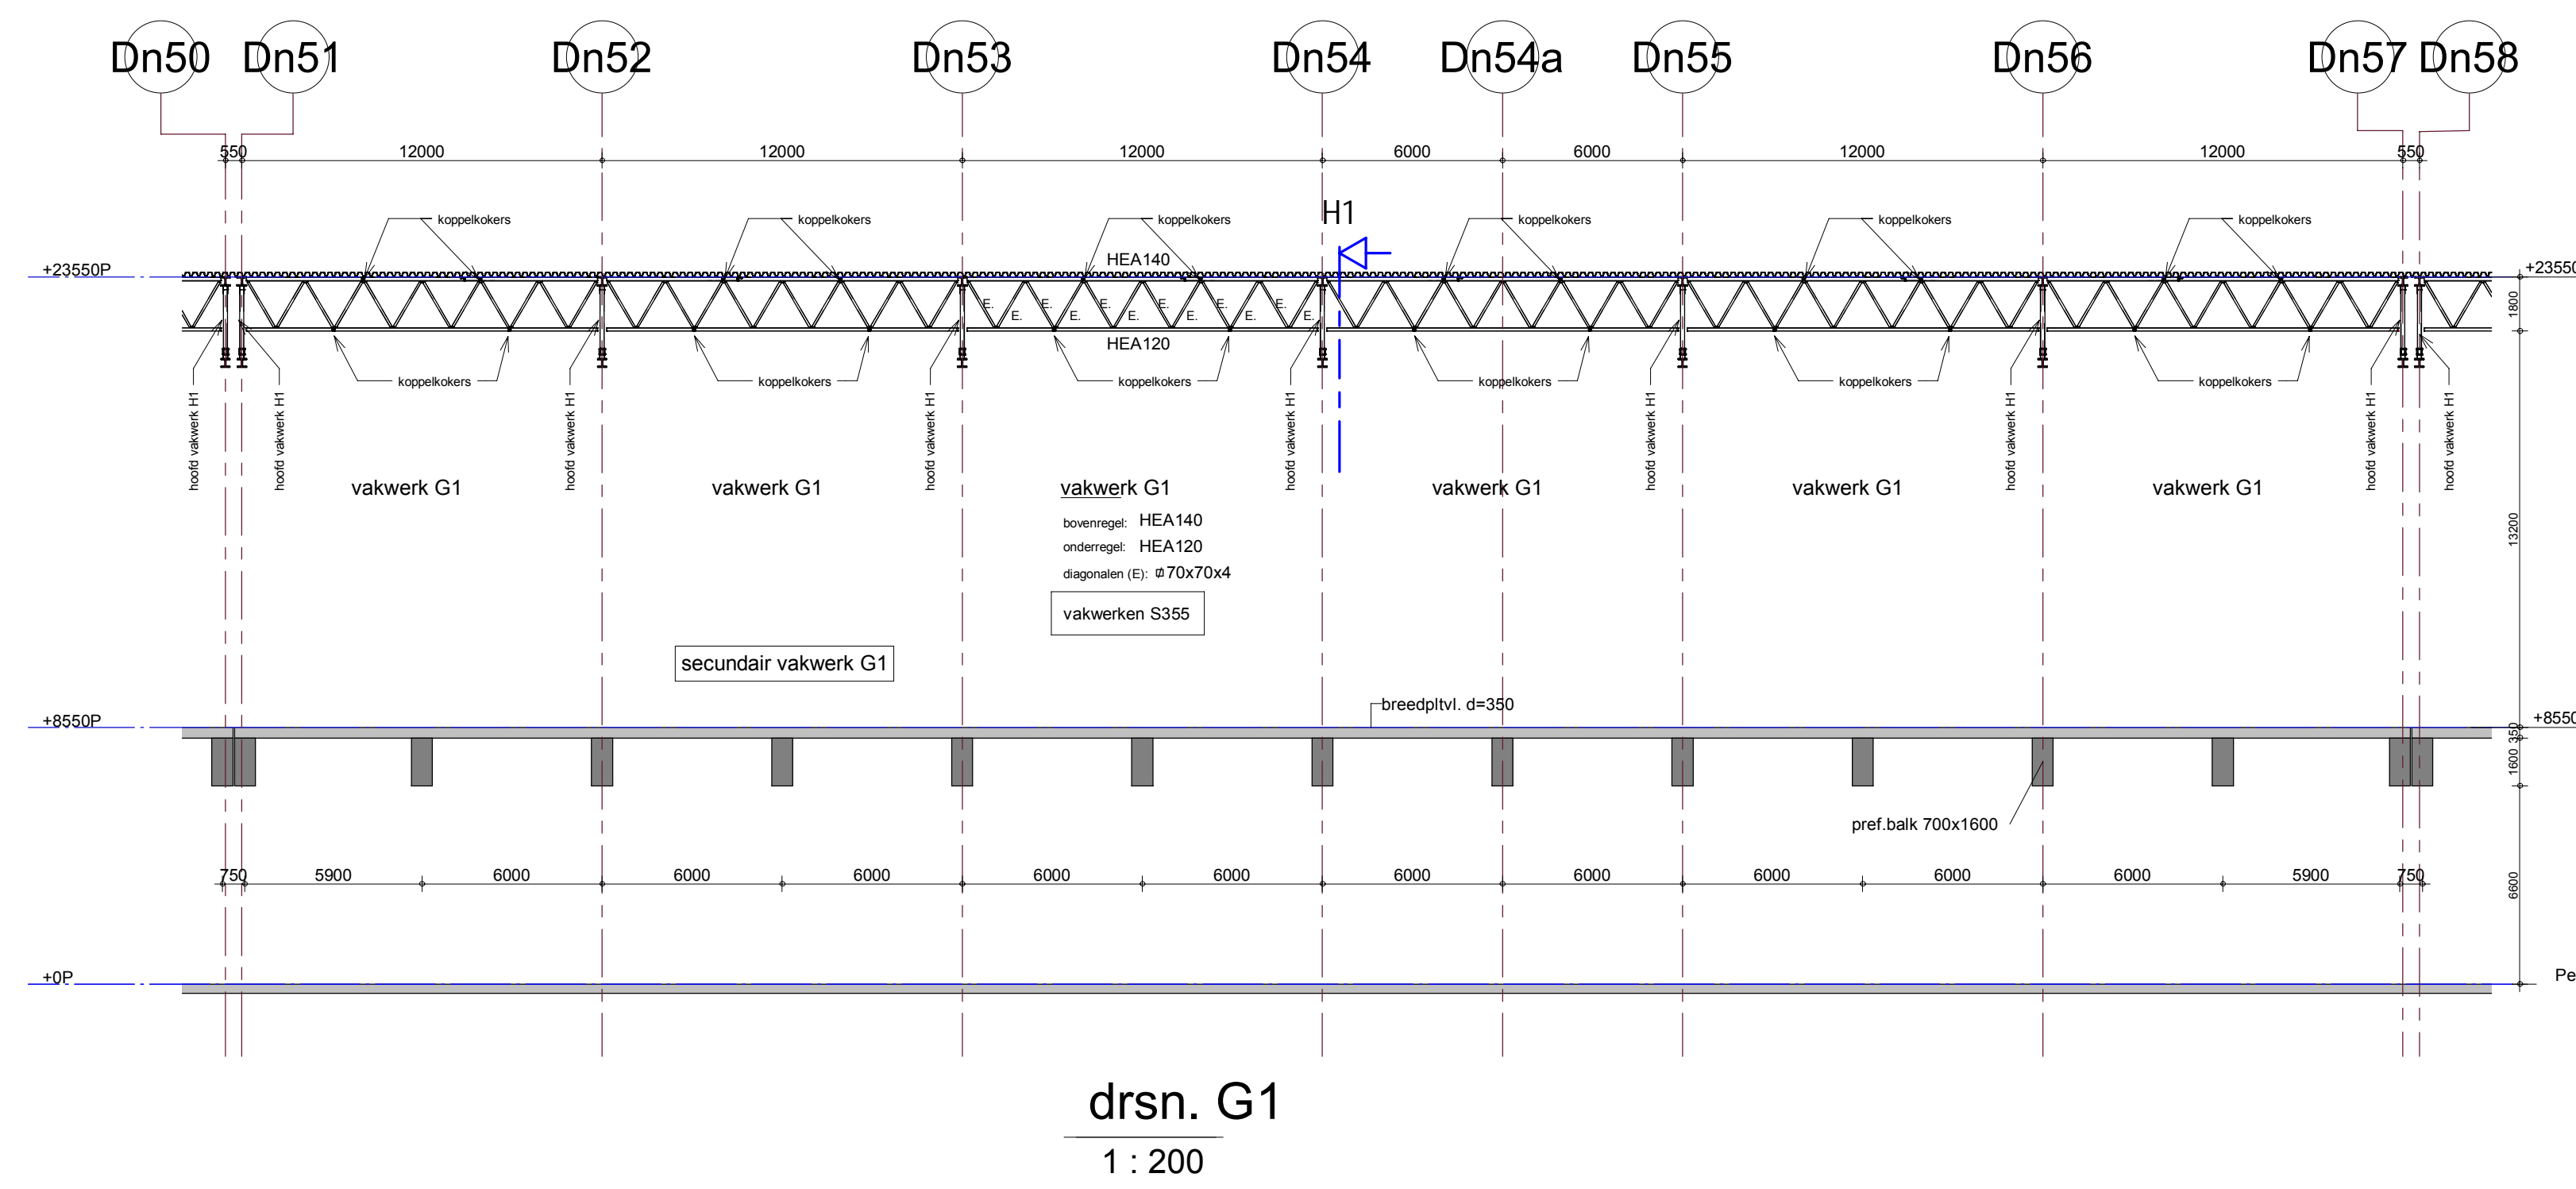 Dn50 Dn51 Dn52 Dn53 Dn54 Dn54a Dn55 Dn56 Dn57 Dn58
550 12000 12000 12000 6000 6000 12000 12000 550
H1
koppelkokers koppelkokers koppelkokers koppelkokers koppelkokers koppelkokers
HEA140
+23550P +23550
1800
E. E. E. E. E. E.
E. E. E. E. E. E.
HEA120
koppelkokers koppelkokers koppelkokers koppelkokers koppelkokers koppelkokers
hoofd vakwerk H1 hoofd vakwerk H1 hoofd vakwerk H1 hoofd vakwerk H1 hoofd vakwerk H1 hoofd vakwerk H1 hoofd vakwerk H1 hoofd vakwerk H1 hoofd vakwerk H1
vakwerk G1 vakwerk G1 vakwerk G1 vakwerk G1 vakwerk G1 vakwerk G1
bovenregel: HEA140
onderregel: HEA120
diagonalen (E): 70x70x4
vakwerken S355
13200
secundair vakwerk G1
breedpltvl. d=350
+8550P +8550
350
1600
pref.balk 700x1600
750 5900 6000 6000 6000 6000 6000 6000 6000 6000 6000 6000 5900 750
6600
+0P Pe
drsn. G1
1 : 200